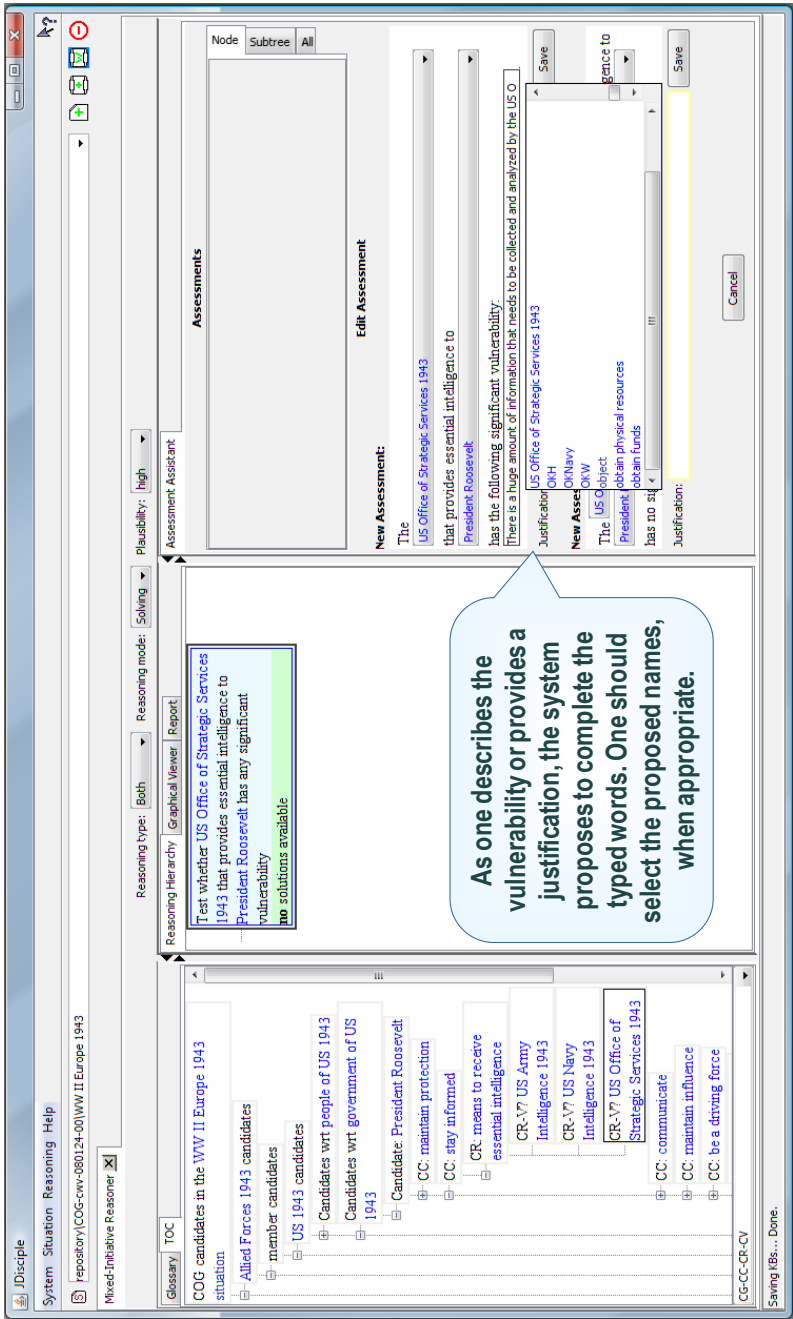 JDisciple
System Situation Reasoning Help
repository\COG-cwv-080124-00\WW II Europe 1943
Mixed-Initiative Reasoner
Reasoning type: Both Reasoning mode: Solving Plausibility: high
Glossary TOC
COG candidates in the WW II Europe 1943
situation
Allied Forces 1943 candidates
member candidates
US 1943 candidates
Candidates wrt people of US 1943
Candidates wrt government of US
1943
Candidate: President Roosevelt
CC: maintain protection
CC: stay informed
CR: means to receive
essential intelligence
CR-V? US Army
Intelligence 1943
CR-V? US Navy
Intelligence 1943
CR-V? US Office of
Strategic Services 1943
CC: communicate
CC: maintain influence
CC: be a driving force
CG-CC-CR-CV
Reasoning Hierarchy Graphical Viewer Report
Test whether US Office of Strategic Services
1943 that provides essential intelligence to
President Roosevelt has any significant
vulnerability
no solutions available
As one describes the
vulnerability or provides a
justification, the system
proposes to complete the
typed words. One should
select the proposed names,
when appropriate.
Assessment Assistant
Assessments
Node Subtree All
Edit Assessment
New Assessment:
The
US Office of Strategic Services 1943
that provides essential intelligence to
President Roosevelt
has the following significant vulnerability:
There is a huge amount of information that needs to be collected and analyzed by the US O
Justification
Save
US Office of Strategic Services 1943
OKH
OKNavy
OKW
object
obtain physical resources
obtain funds
New Asses
The US O
gence to
President
has no sig
Justification:
Save
Cancel
Saving KBs... Done.